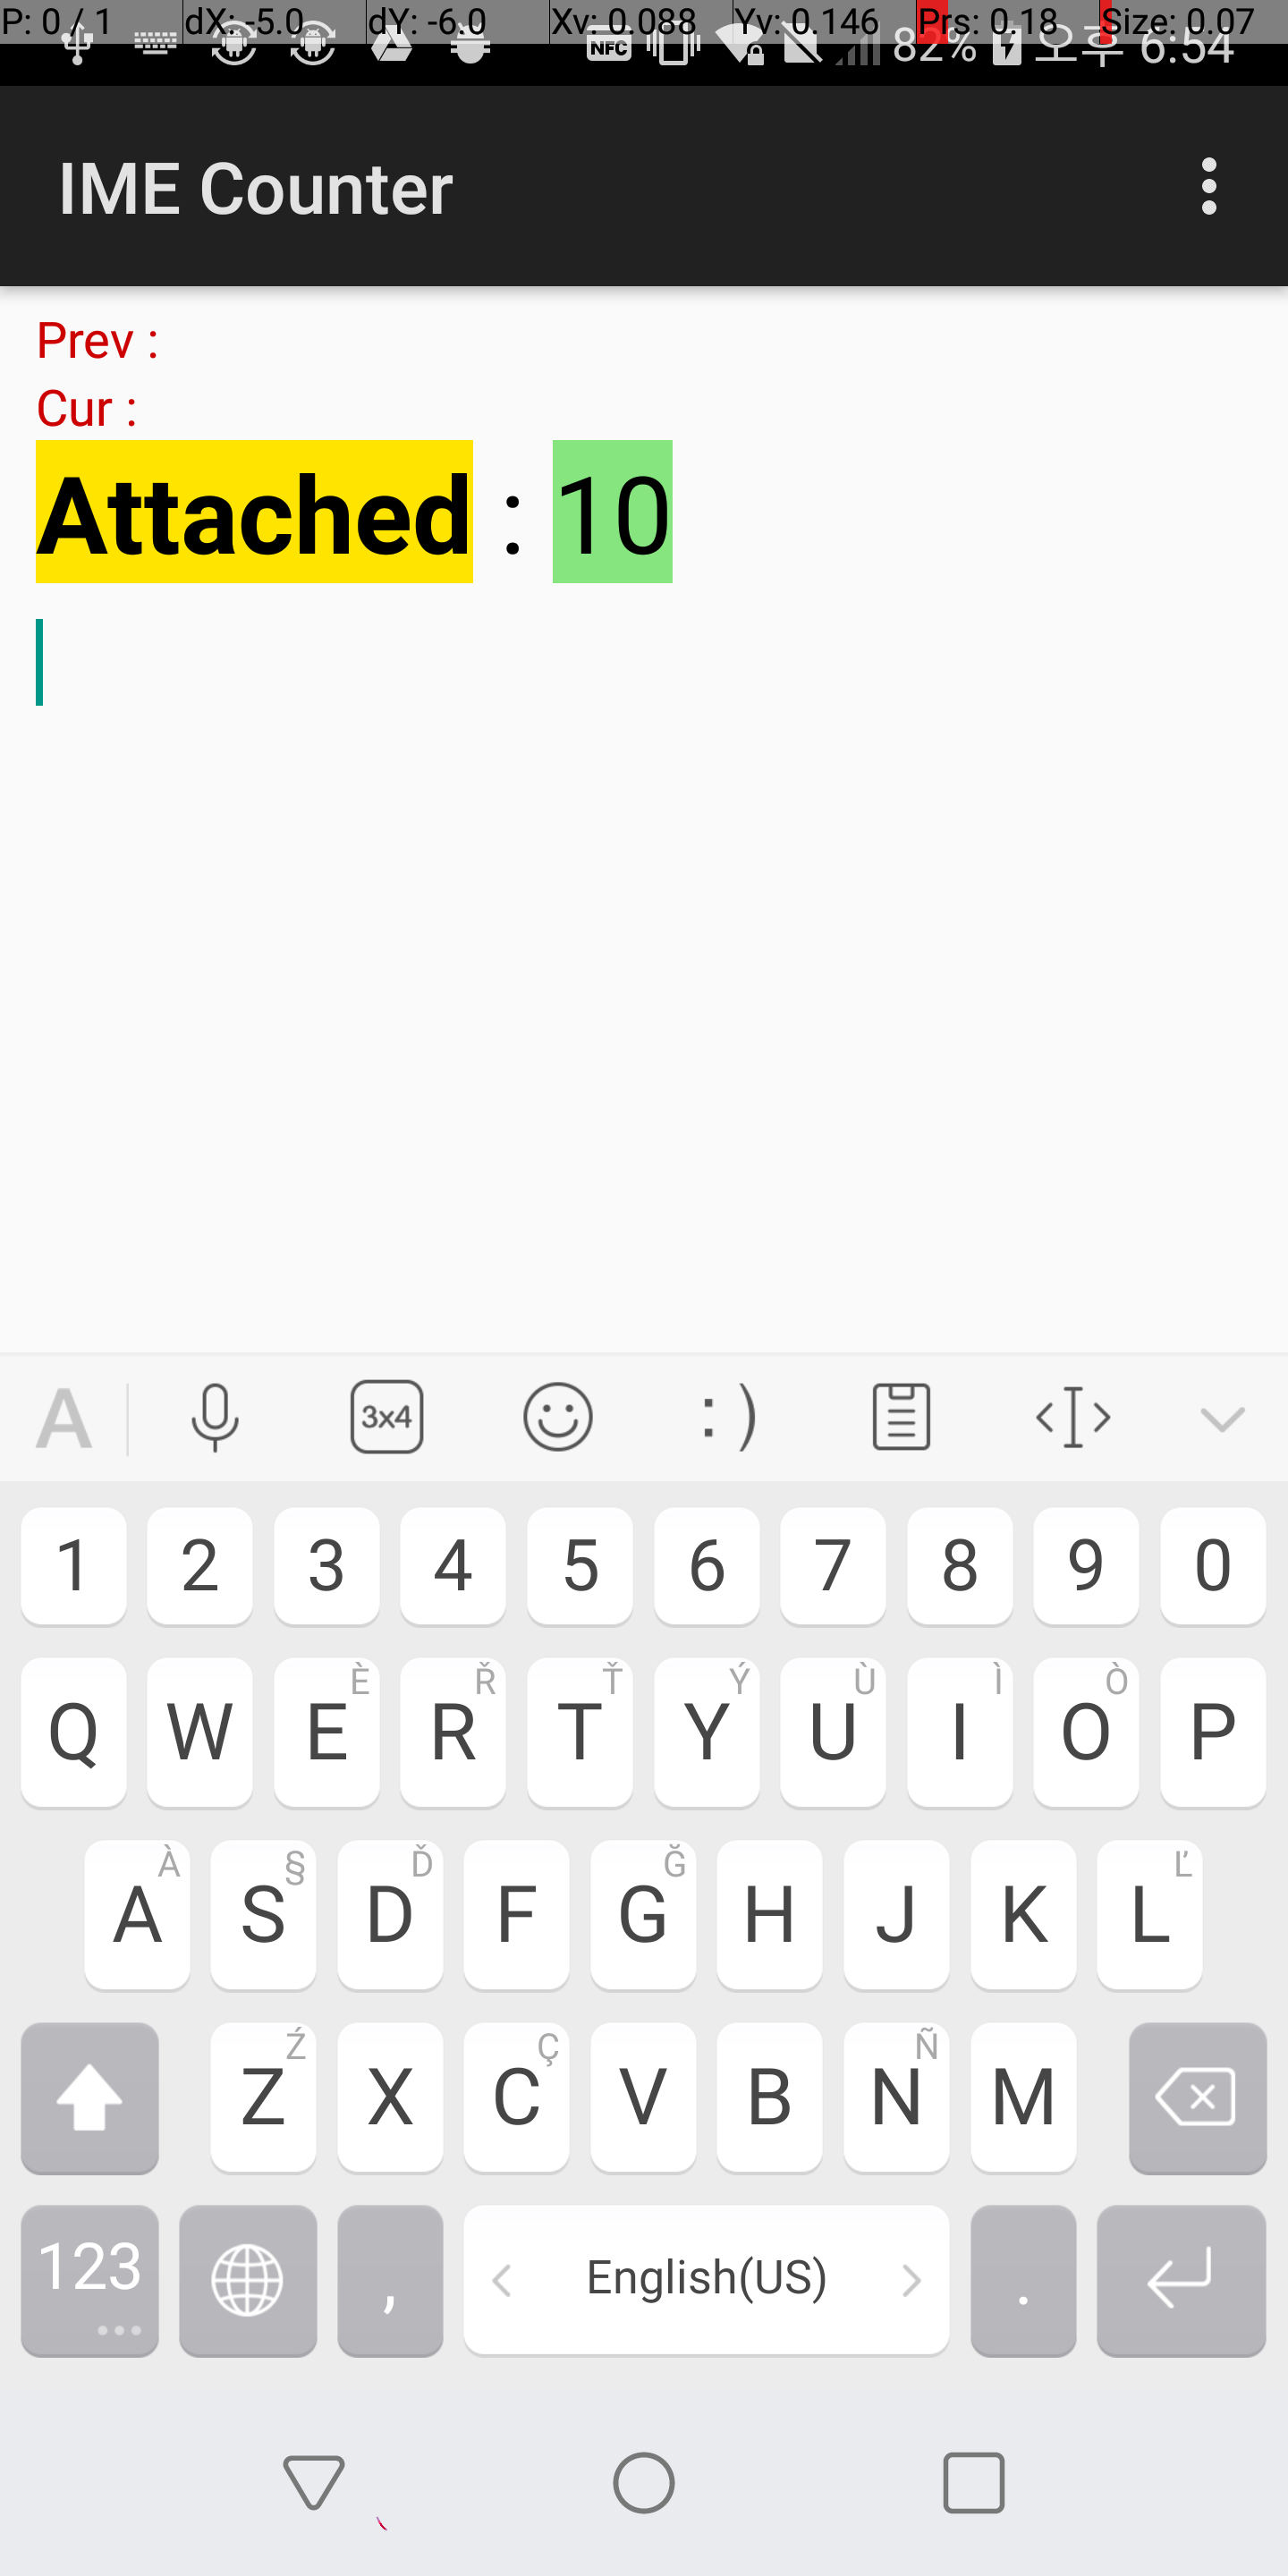 P: 0 / 1 dX: -5.0 dY: -6.0 Xv: 0.088 Yv: 0.146 Prs: 0.18 Size: 0.07
NFC 82% 오후 6:54
IME Counter
Prev :
Cur :
Attached : 10
A 3x4 : )
1 2 3 4 5 6 7 8 9 0
È Ř Ť Ý Ù Ì Ò
Q W E R T Y U I O P
À § Ď Ğ Ľ
A S D F G H J K L
Ź Ç Ñ
Z X C V B N M
123 , English(US) .